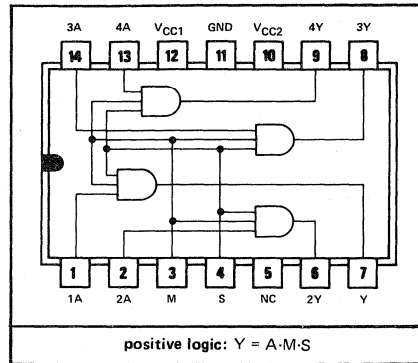 3A 4A VCC1 GND VCC2 4Y 3Y
14 13 12 11 10 9 8
1 2 3 4 5 6 7
1A 2A M S NC 2Y Y
positive logic: Y = A·M·S